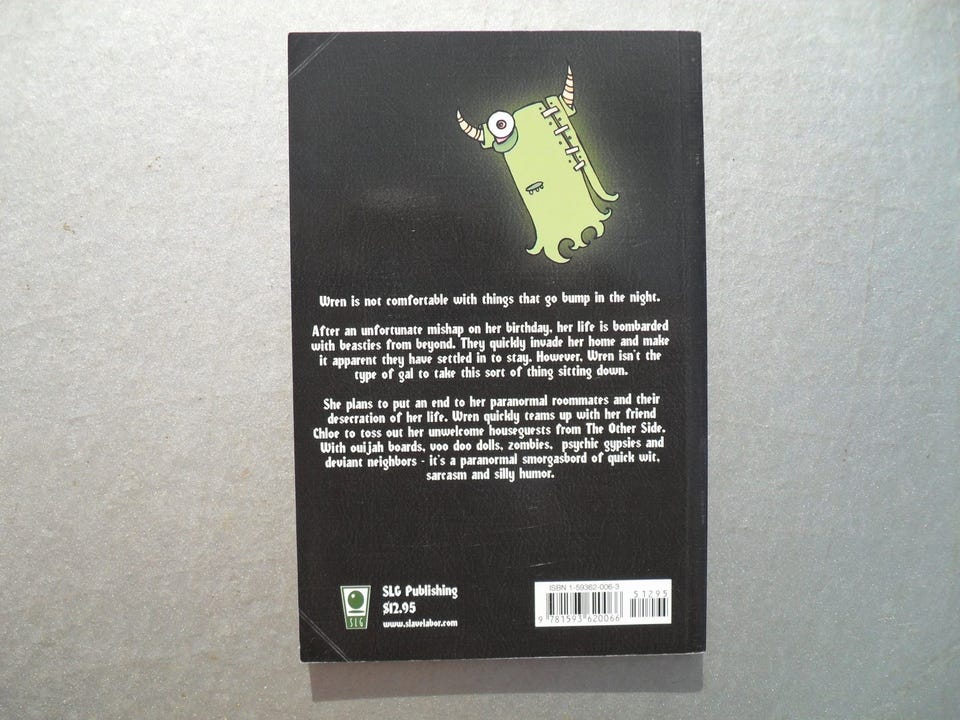 Wren is not comfortable with things that go bump in the night.
After an unfortunate mishap on her birthday, her life is bombarded
with beasties from beyond. They quickly invade her home and make
it apparent they have settled in to stay. However, Wren isn't the
type of gal to take this sort of thing sitting down.
She plans to put an end to her paranormal roommates and their
desecration of her life. Wren quickly teams up with her friend
Chloe to toss out her unwelcome houseguests from The Other Side.
With ouijah boards, voo doo dolls, zombies, psychic gypsies and
deviant neighbors - it's a paranormal smorgasbord of quick wit,
sarcasm and silly humor.
SLG
SLG Publishing
$12.95
www.slavelabor.com
ISBN 1-59362-006-3
51295
9 781593 620066